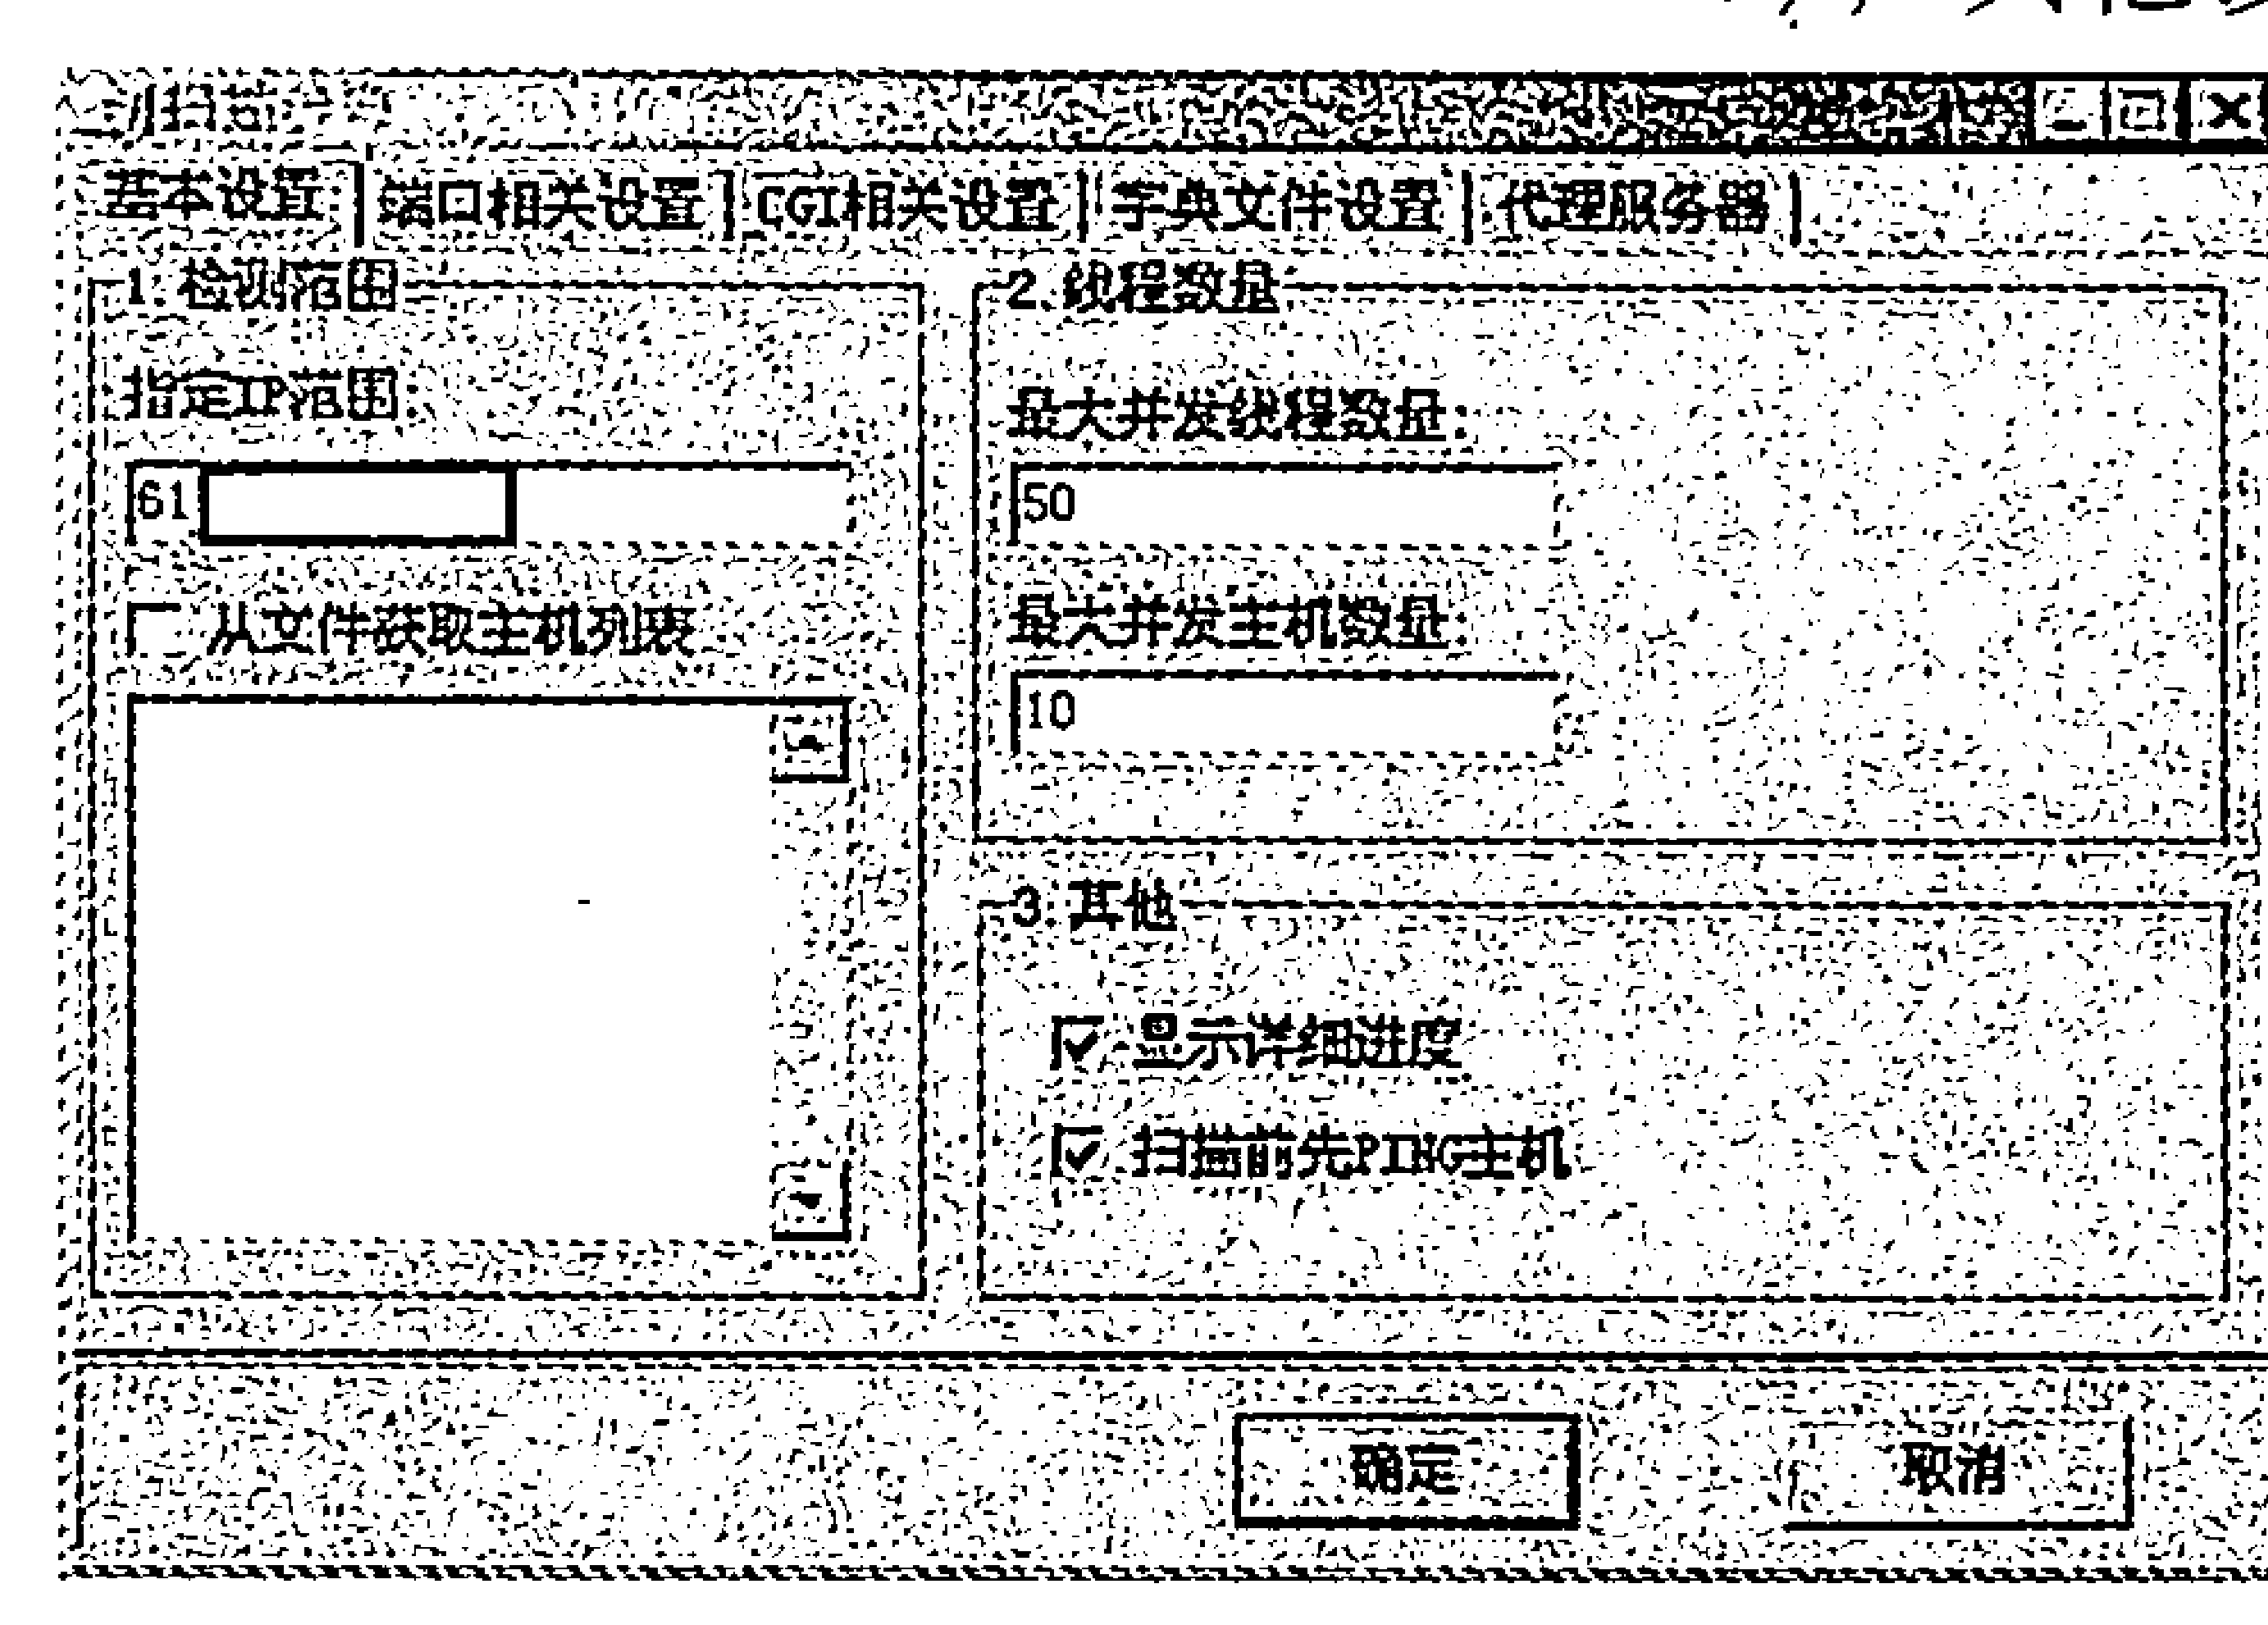 基本设置 端口相关设置 CGI相关设置 字典文件设置 代理服务器
1. 检测范围
指定IP范围:
61
从文件获取主机列表
2.线程数量
最大并发线程数量:
50
最大并发主机数量:
10
3.其他
显示详细进度
扫描前先PING主机
确定 取消